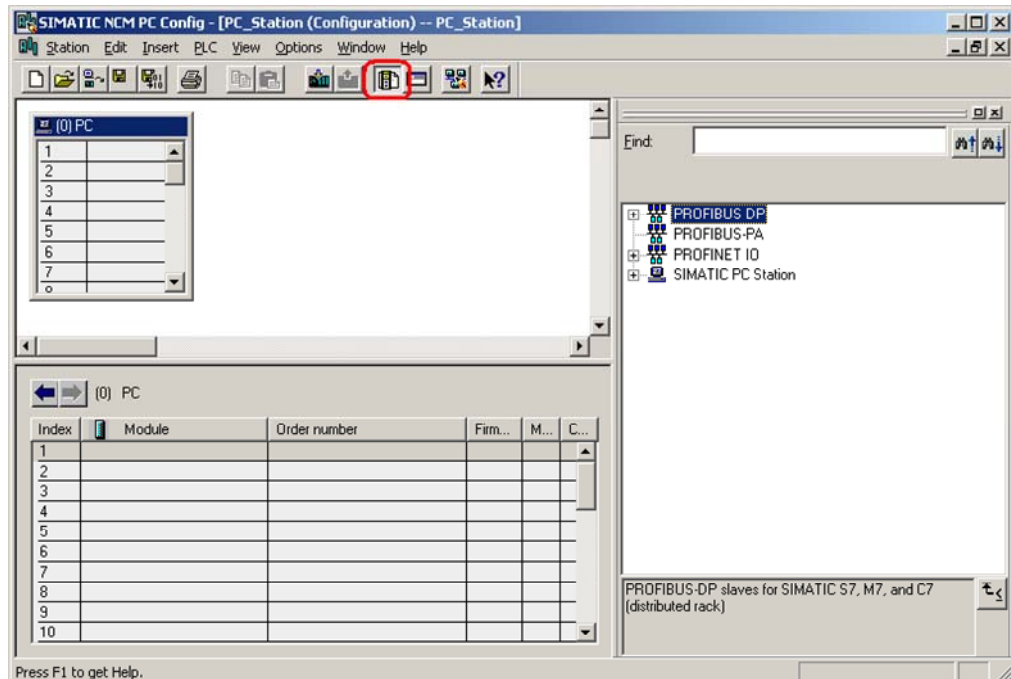 SIMATIC NCM PC Config - [PC_Station (Configuration) -- PC_Station]
Station Edit Insert PLC View Options Window Help
(0) PC
1
2
3
4
5
6
7
Find:
PROFIBUS DP
PROFIBUS-PA
PROFINET IO
SIMATIC PC Station
(0) PC
Index Module Order number Firm... M... C...
1
2
3
4
5
6
7
8
9
10
PROFIBUS-DP slaves for SIMATIC S7, M7, and C7
(distributed rack)
Press F1 to get Help.